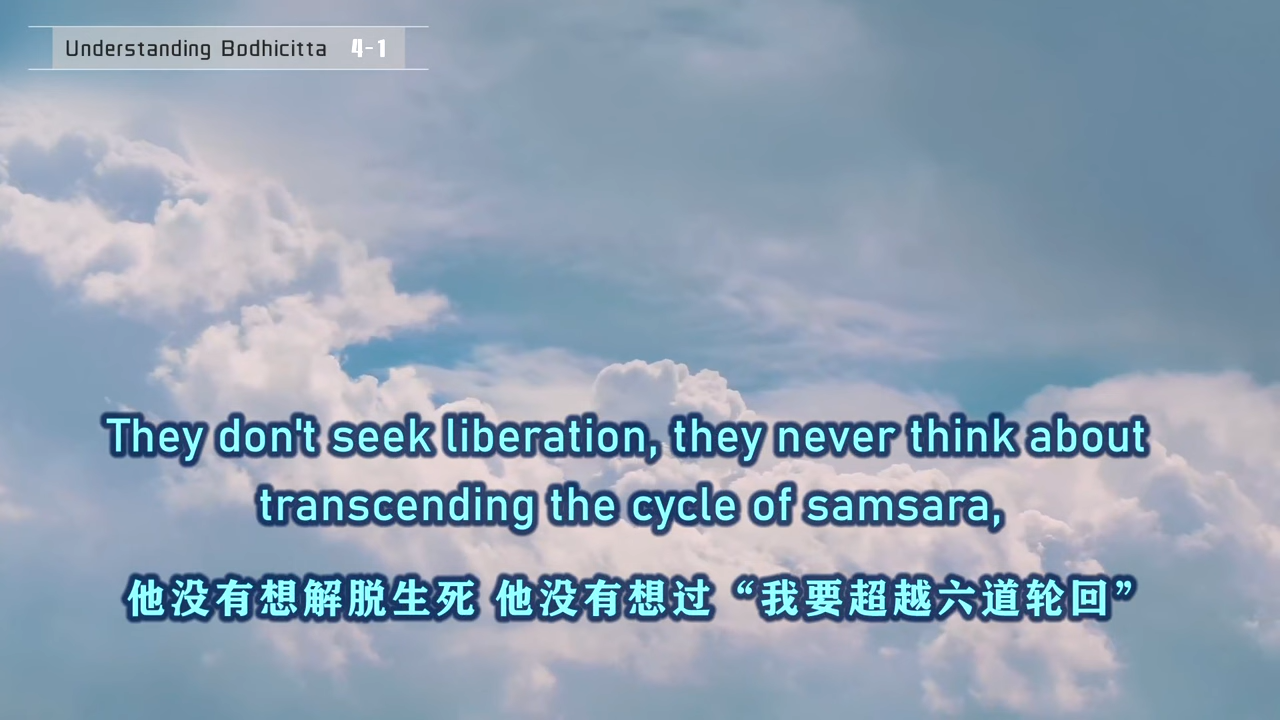 Understanding Bodhicitta 4-1
They don't seek liberation, they never think about
transcending the cycle of samsara,
他没有想解脱生死 他没有想过“我要超越六道轮回”